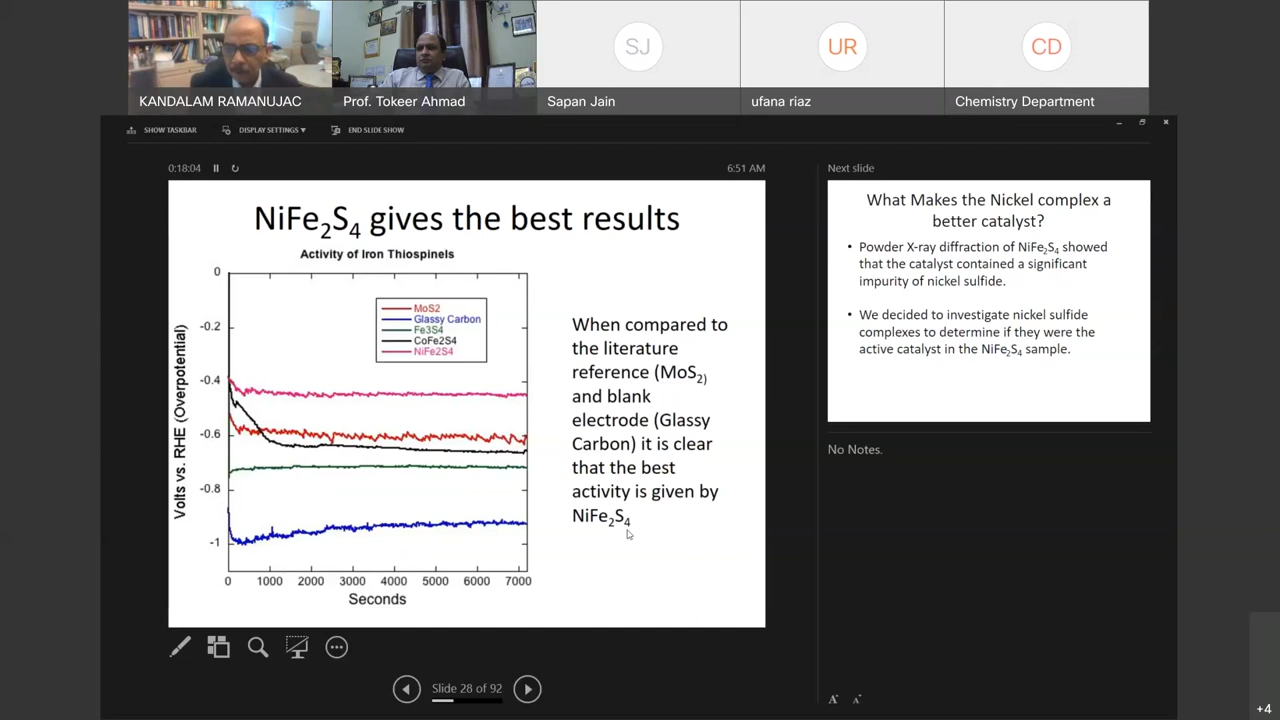 SJ
UR
CD
KANDALAM RAMANUJAC
Prof. Tokeer Ahmad
Sapan Jain
ufana riaz
Chemistry Department
SHOW TASKBAR
DISPLAY SETTINGS ▾
END SLIDE SHOW
0:18:04
6:51 AM
NiFe₂S₄ gives the best results
Activity of Iron Thiospinels
0
-0.2
-0.4
-0.6
-0.8
-1
Volts vs. RHE (Overpotential)
MoS2
Glassy Carbon
Fe3S4
CoFe2S4
NiFe2S4
0 1000 2000 3000 4000 5000 6000 7000
Seconds
When compared to
the literature
reference (MoS₂)
and blank
electrode (Glassy
Carbon) it is clear
that the best
activity is given by
NiFe₂S₄
Slide 28 of 92
Next slide
What Makes the Nickel complex a
better catalyst?
• Powder X-ray diffraction of NiFe₂S₄ showed
that the catalyst contained a significant
impurity of nickel sulfide.
• We decided to investigate nickel sulfide
complexes to determine if they were the
active catalyst in the NiFe₂S₄ sample.
No Notes.
A A
+4